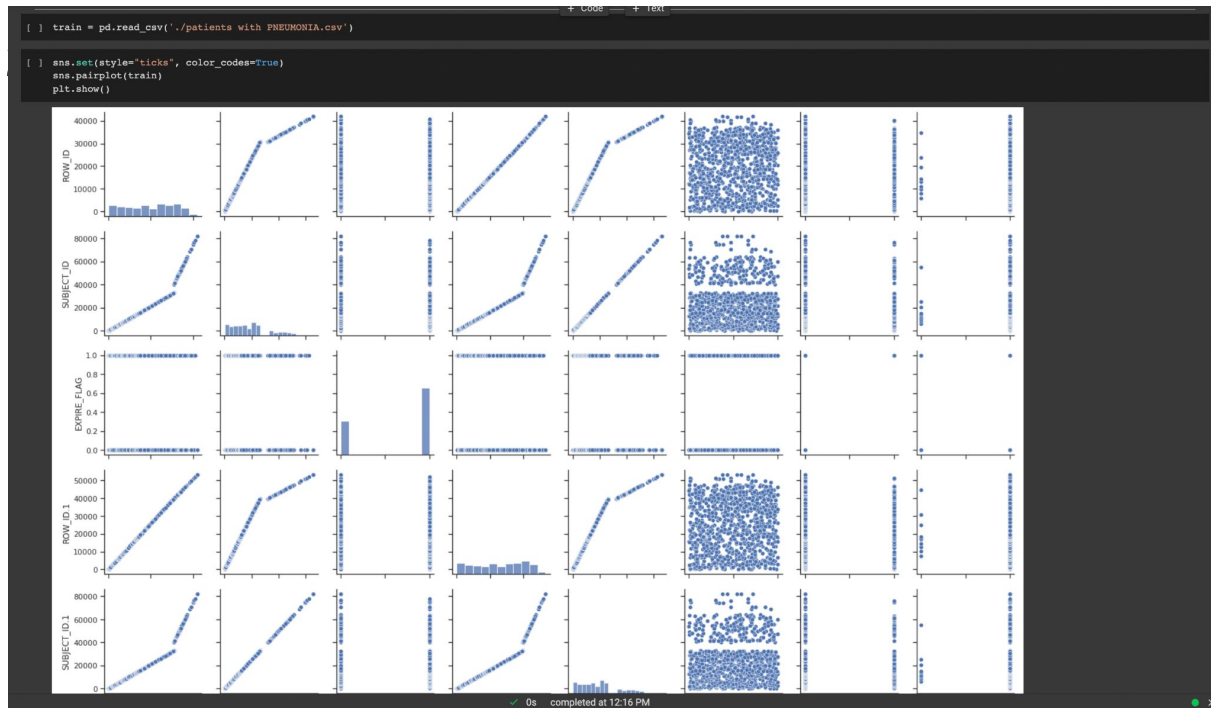 + Code + Text
[ ] train = pd.read_csv('./patients with PNEUMONIA.csv')
[ ] sns.set(style="ticks", color_codes=True)
sns.pairplot(train)
plt.show()
40000
30000
20000
10000
0
ROW_ID
80000
60000
40000
20000
0
SUBJECT_ID
1.0
0.8
0.6
0.4
0.2
0.0
EXPIRE_FLAG
50000
40000
30000
20000
10000
0
ROW_ID.1
80000
60000
40000
20000
0
SUBJECT_ID.1
✓ 0s completed at 12:16 PM